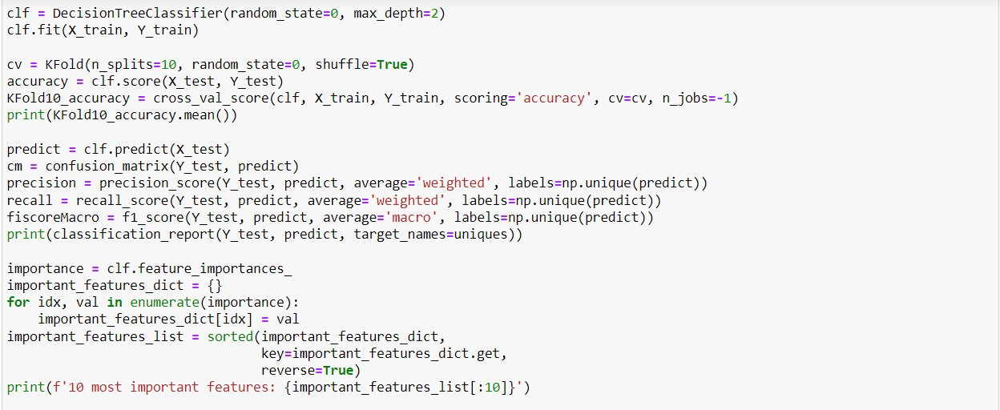 clf = DecisionTreeClassifier(random_state=0, max_depth=2)
clf.fit(X_train, Y_train)

cv = KFold(n_splits=10, random_state=0, shuffle=True)
accuracy = clf.score(X_test, Y_test)
KFold10_accuracy = cross_val_score(clf, X_train, Y_train, scoring='accuracy', cv=cv, n_jobs=-1)
print(KFold10_accuracy.mean())

predict = clf.predict(X_test)
cm = confusion_matrix(Y_test, predict)
precision = precision_score(Y_test, predict, average='weighted', labels=np.unique(predict))
recall = recall_score(Y_test, predict, average='weighted', labels=np.unique(predict))
fiscoreMacro = f1_score(Y_test, predict, average='macro', labels=np.unique(predict))
print(classification_report(Y_test, predict, target_names=uniques))

importance = clf.feature_importances_
important_features_dict = {}
for idx, val in enumerate(importance):
    important_features_dict[idx] = val
important_features_list = sorted(important_features_dict,
                                 key=important_features_dict.get,
                                 reverse=True)
print(f'10 most important features: {important_features_list[:10]}')